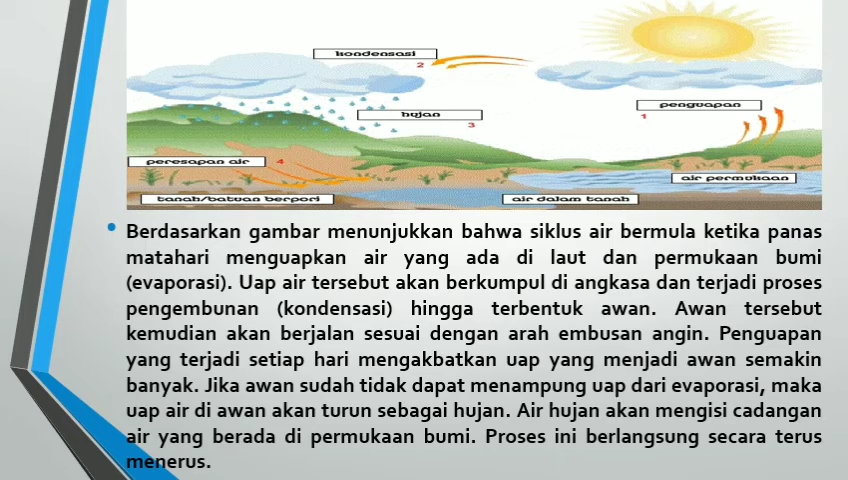 kondensasi
2
penguapan
1
hujan
3
peresapan air
4
air permukaan
tanah/batuan berpori
air dalam tanah
• Berdasarkan gambar menunjukkan bahwa siklus air bermula ketika panas
matahari menguapkan air yang ada di laut dan permukaan bumi
(evaporasi). Uap air tersebut akan berkumpul di angkasa dan terjadi proses
pengembunan (kondensasi) hingga terbentuk awan. Awan tersebut
kemudian akan berjalan sesuai dengan arah embusan angin. Penguapan
yang terjadi setiap hari mengakbatkan uap yang menjadi awan semakin
banyak. Jika awan sudah tidak dapat menampung uap dari evaporasi, maka
uap air di awan akan turun sebagai hujan. Air hujan akan mengisi cadangan
air yang berada di permukaan bumi. Proses ini berlangsung secara terus
menerus.